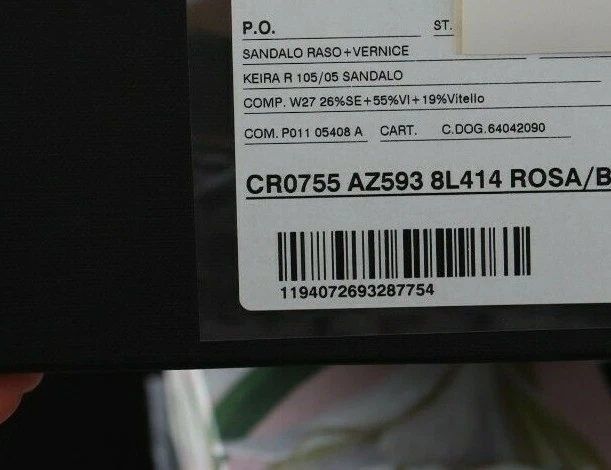 P.O. ST.
SANDALO RASO+VERNICE
KEIRA R 105/05 SANDALO
COMP. W27 26%SE+55%VI+19%Vitello
COM. P011 05408 A CART. C.DOG.64042090
CR0755 AZ593 8L414 ROSA/B
1194072693287754